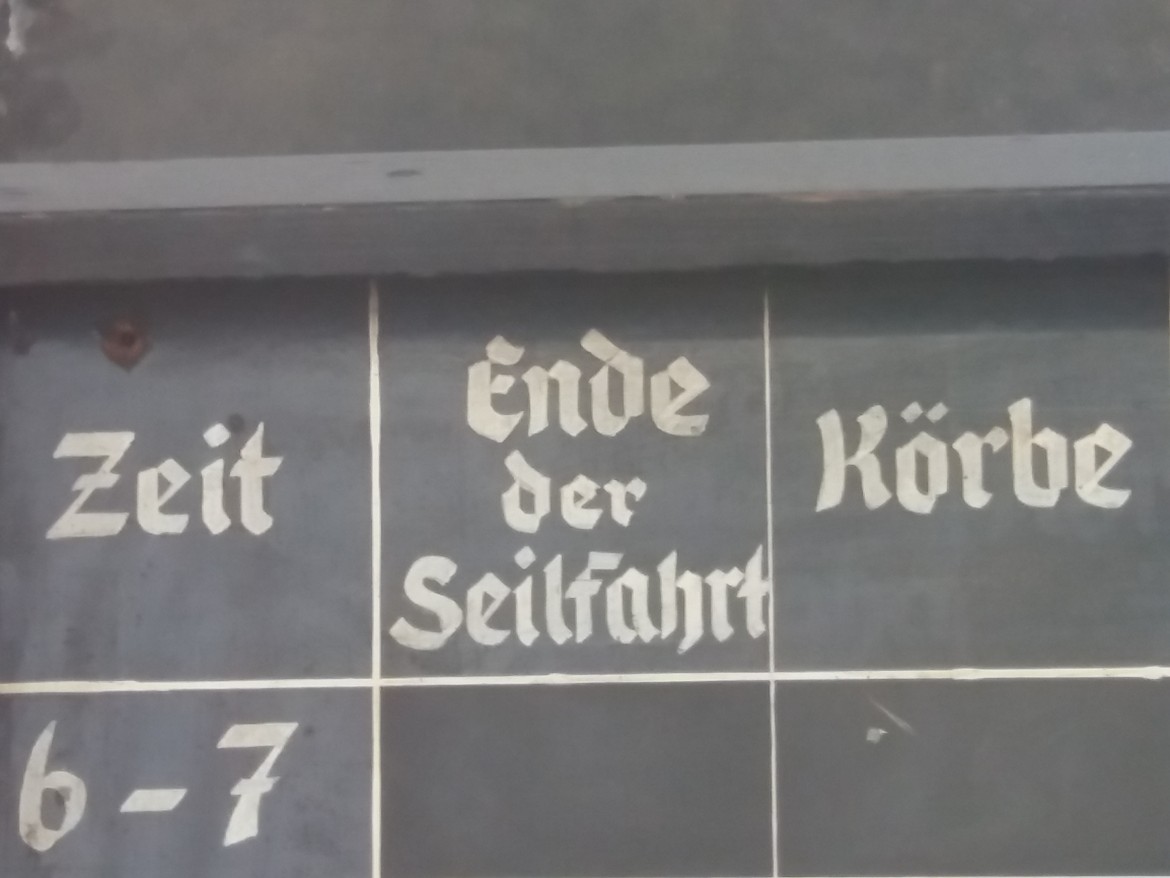 Zeit
Ende
der
Seilfahrt
Körbe
6-7